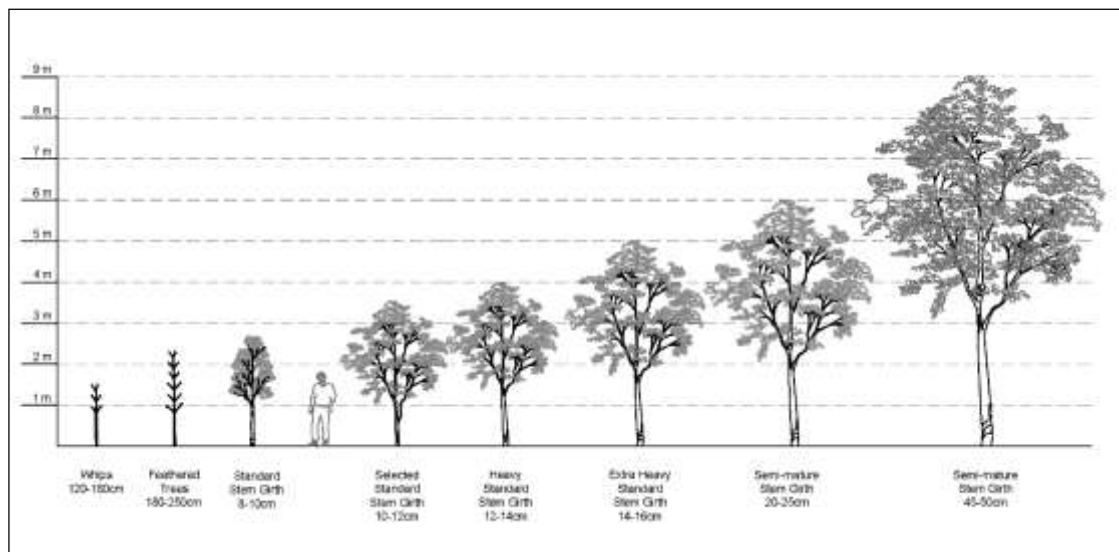 9 m
8 m
7 m
6 m
5 m
4 m
3 m
2 m
1 m
Whips
120-180cm
Feathered
Trees
180-250cm
Standard
Stem Girth
8-10cm
Selected
Standard
Stem Girth
10-12cm
Heavy
Standard
Stem Girth
12-14cm
Extra Heavy
Standard
Stem Girth
14-16cm
Semi-mature
Stem Girth
20-25cm
Semi-mature
Stem Girth
45-50cm